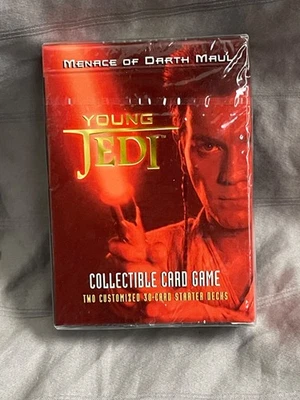 MENACE OF DARTH MAUL
YOUNG
JEDI
COLLECTIBLE CARD GAME
TWO CUSTOMIZED 30-CARD STARTER DECKS